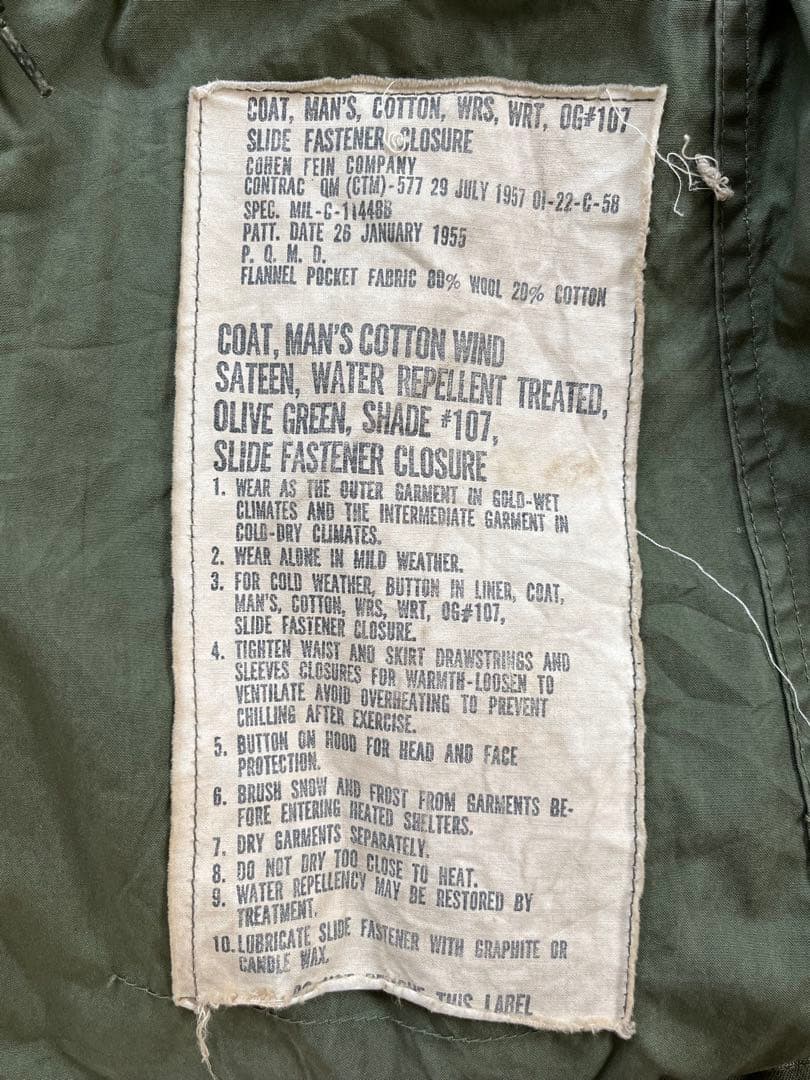 COAT, MAN'S, COTTON, WRS, WRT, OG#107
SLIDE FASTENER CLOSURE
COHEN FEIN COMPANY
CONTRAC QM (CTM)-577 29 JULY 1957 OI-22-C-58
SPEC. MIL-C-11448B
PATT. DATE 26 JANUARY 1955
P. Q. M. D.
FLANNEL POCKET FABRIC 80% WOOL 20% COTTON
COAT, MAN'S COTTON WIND
SATEEN, WATER REPELLENT TREATED,
OLIVE GREEN, SHADE #107,
SLIDE FASTENER CLOSURE
1. WEAR AS THE OUTER GARMENT IN COLD-WET
CLIMATES AND THE INTERMEDIATE GARMENT IN
COLD-DRY CLIMATES.
2. WEAR ALONE IN MILD WEATHER.
3. FOR COLD WEATHER, BUTTON IN LINER, COAT,
MAN'S, COTTON, WRS, WRT, OG#107,
SLIDE FASTENER CLOSURE.
4. TIGHTEN WAIST AND SKIRT DRAWSTRINGS AND
SLEEVES CLOSURES FOR WARMTH-LOOSEN TO
VENTILATE AVOID OVERHEATING TO PREVENT
CHILLING AFTER EXERCISE.
5. BUTTON ON HOOD FOR HEAD AND FACE
PROTECTION.
6. BRUSH SNOW AND FROST FROM GARMENTS BE-
FORE ENTERING HEATED SHELTERS.
7. DRY GARMENTS SEPARATELY.
8. DO NOT DRY TOO CLOSE TO HEAT.
9. WATER REPELLENCY MAY BE RESTORED BY
TREATMENT.
10. LUBRICATE SLIDE FASTENER WITH GRAPHITE OR
CANDLE WAX.
DO NOT REMOVE THIS LABEL